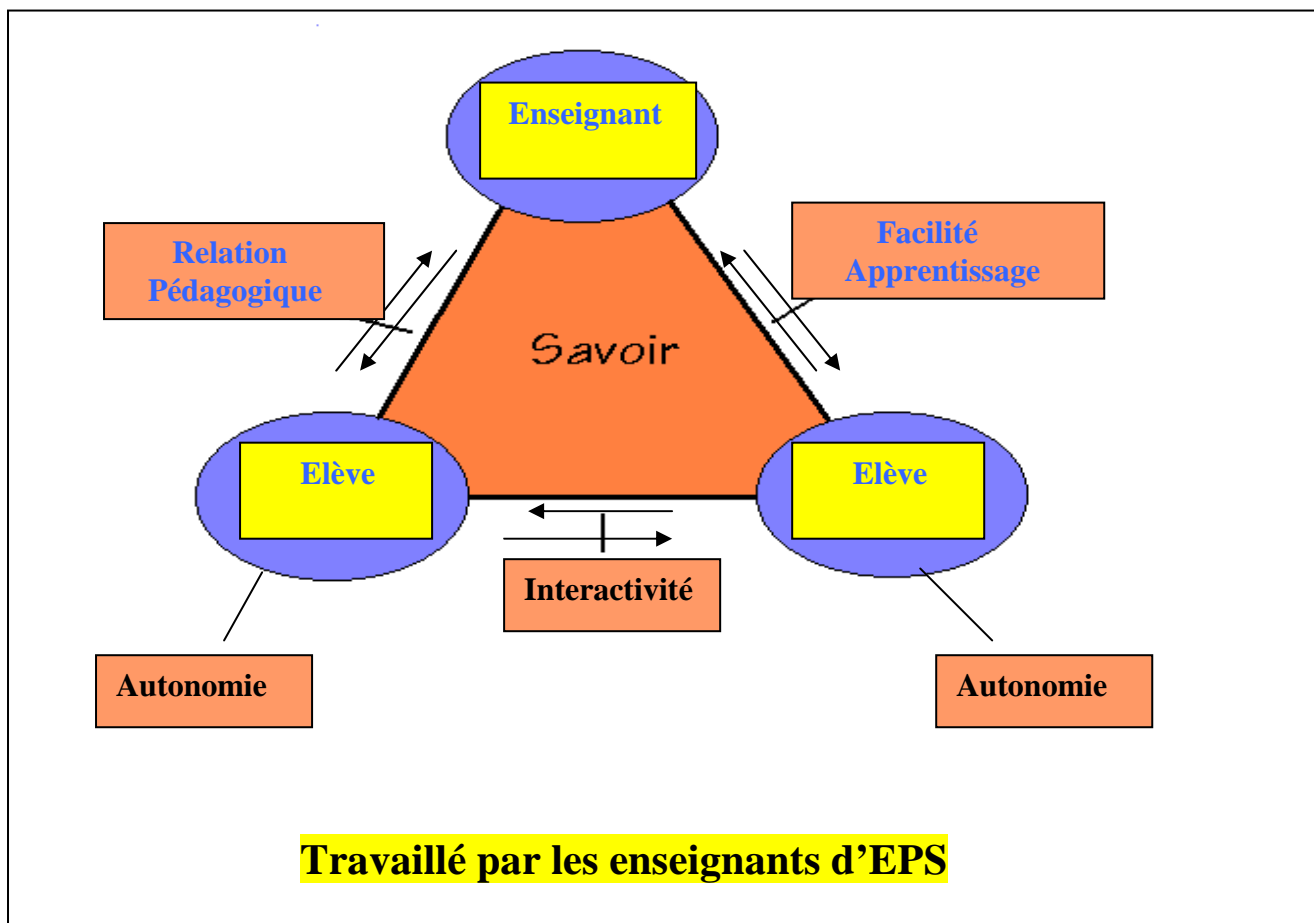 Enseignant
Relation
Pédagogique
Facilité
Apprentissage
Savoir
Elève
Elève
Interactivité
Autonomie
Autonomie
Travaillé par les enseignants d’EPS